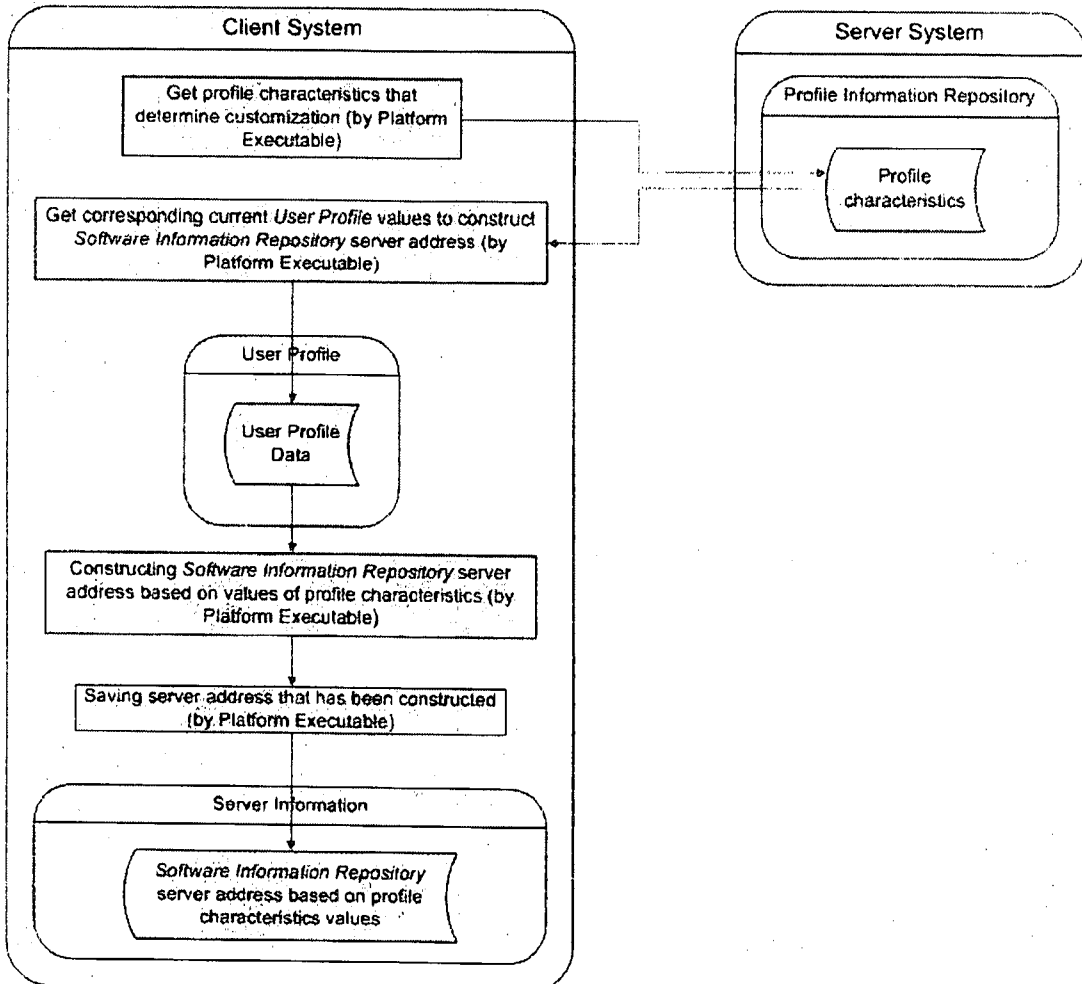 Client System
Get profile characteristics that
determine customization (by Platform
Executable)
Get corresponding current User Profile values to construct
Software Information Repository server address (by
Platform Executable)
User Profile
User Profile
Data
Constructing Software Information Repository server
address based on values of profile characteristics (by
Platform Executable)
Saving server address that has been constructed
(by Platform Executable)
Server Information
Software Information Repository
server address based on profile
characteristics values
Server System
Profile Information Repository
Profile
characteristics